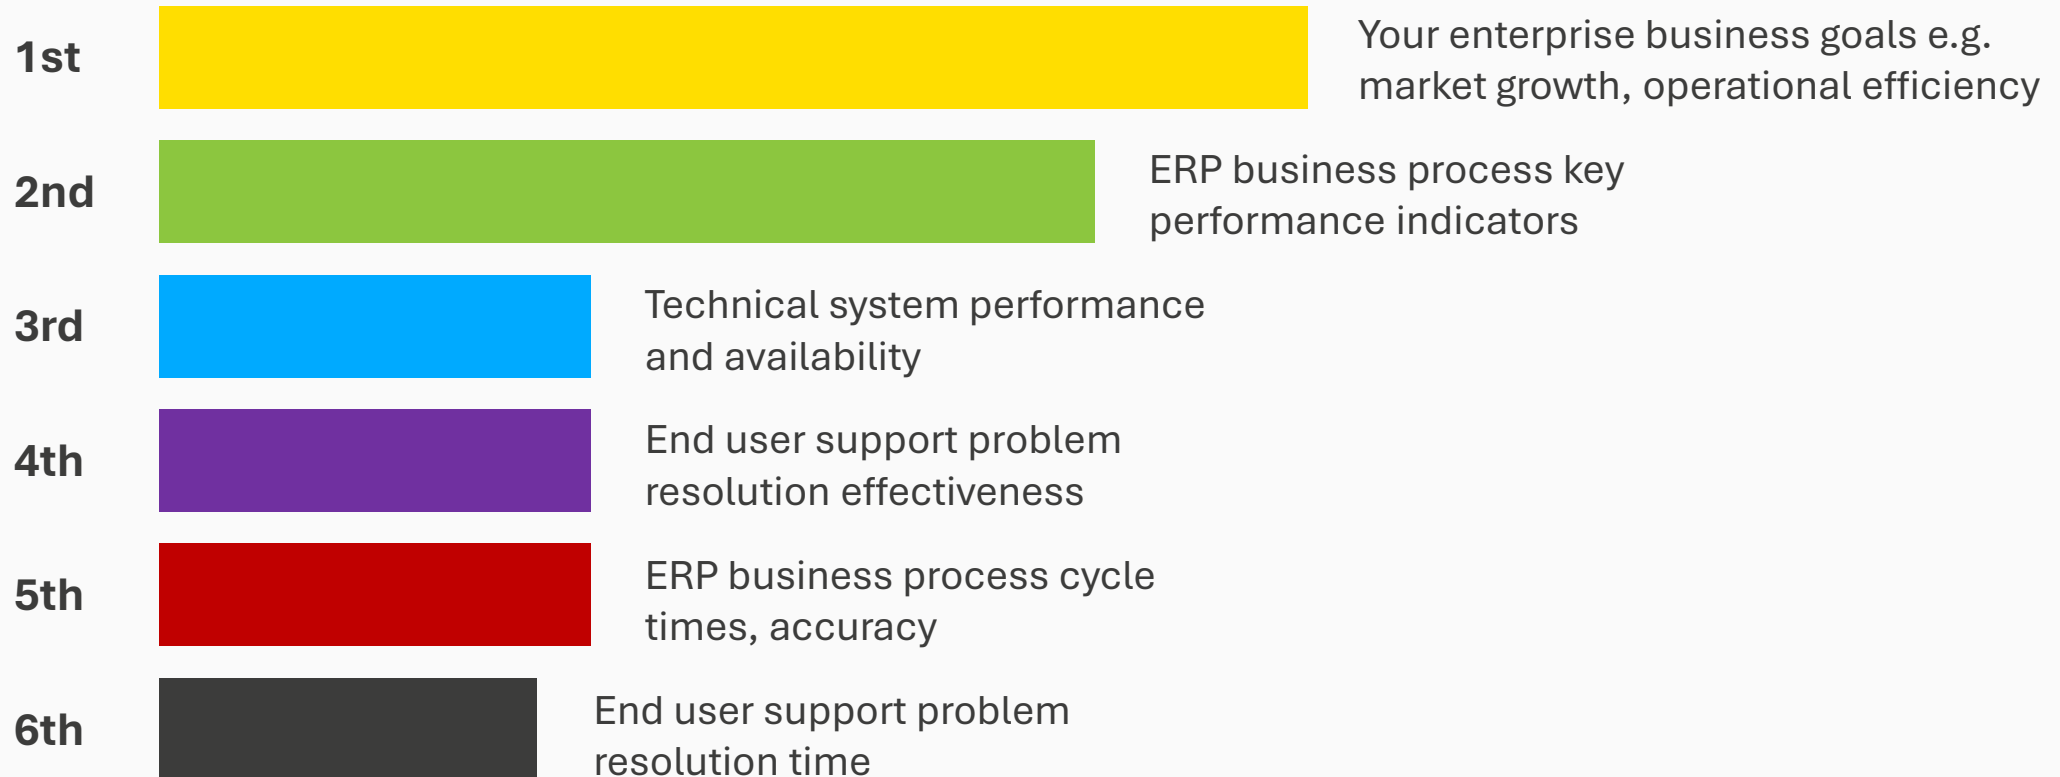 1st
Your enterprise business goals e.g.
market growth, operational efficiency
2nd
ERP business process key
performance indicators
3rd
Technical system performance
and availability
4th
End user support problem
resolution effectiveness
5th
ERP business process cycle
times, accuracy
6th
End user support problem
resolution time